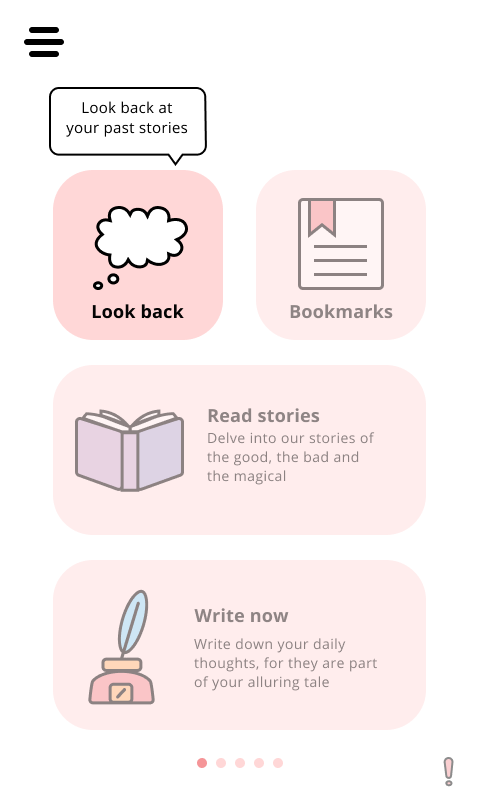 Look back at
your past stories
Look back
Bookmarks
Read stories
Delve into our stories of
the good, the bad and
the magical
Write now
Write down your daily
thoughts, for they are part
of your alluring tale